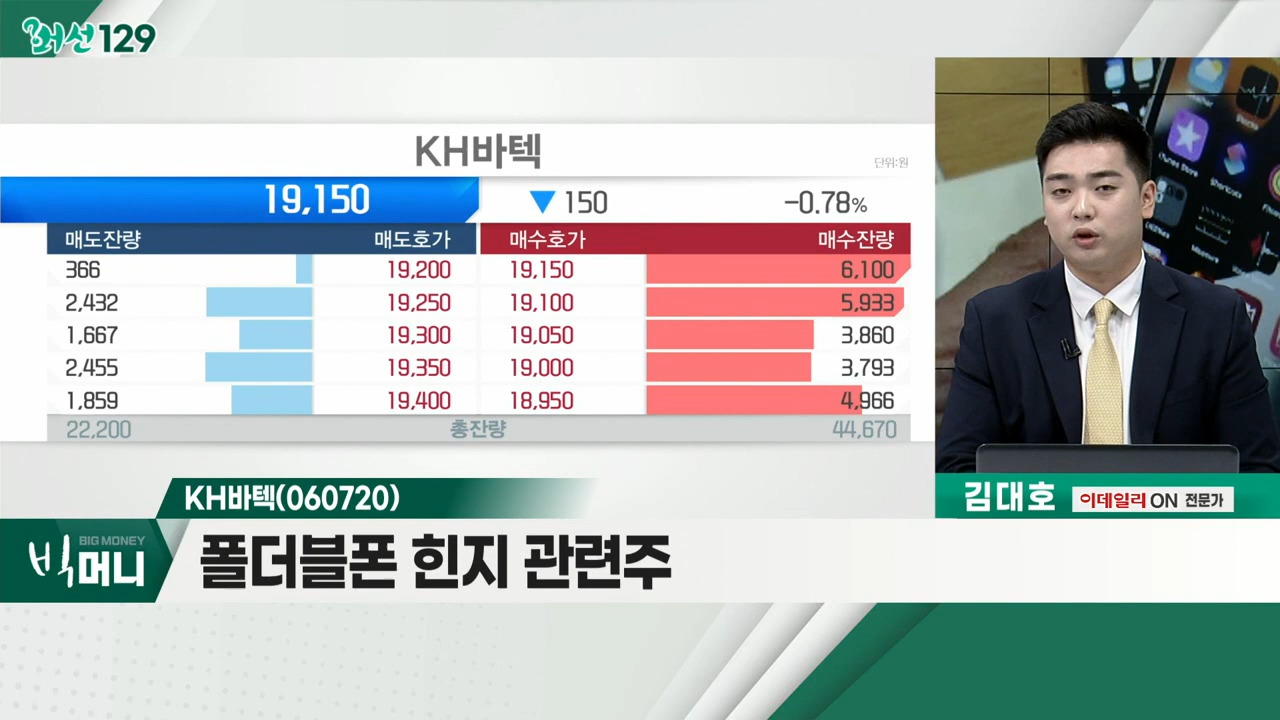 최선129
KH바텍
단위:원
19,150 ▼150 -0.78%
매도잔량 매도호가 매수호가 매수잔량
366 19,200 19,150 6,100
2,432 19,250 19,100 5,933
1,667 19,300 19,050 3,860
2,455 19,350 19,000 3,793
1,859 19,400 18,950 4,966
22,200 총잔량 44,670
김대호 이데일리 ON 전문가
KH바텍(060720)
BIG MONEY
빅머니
폴더블폰 힌지 관련주
iTunes Store
Shortcuts